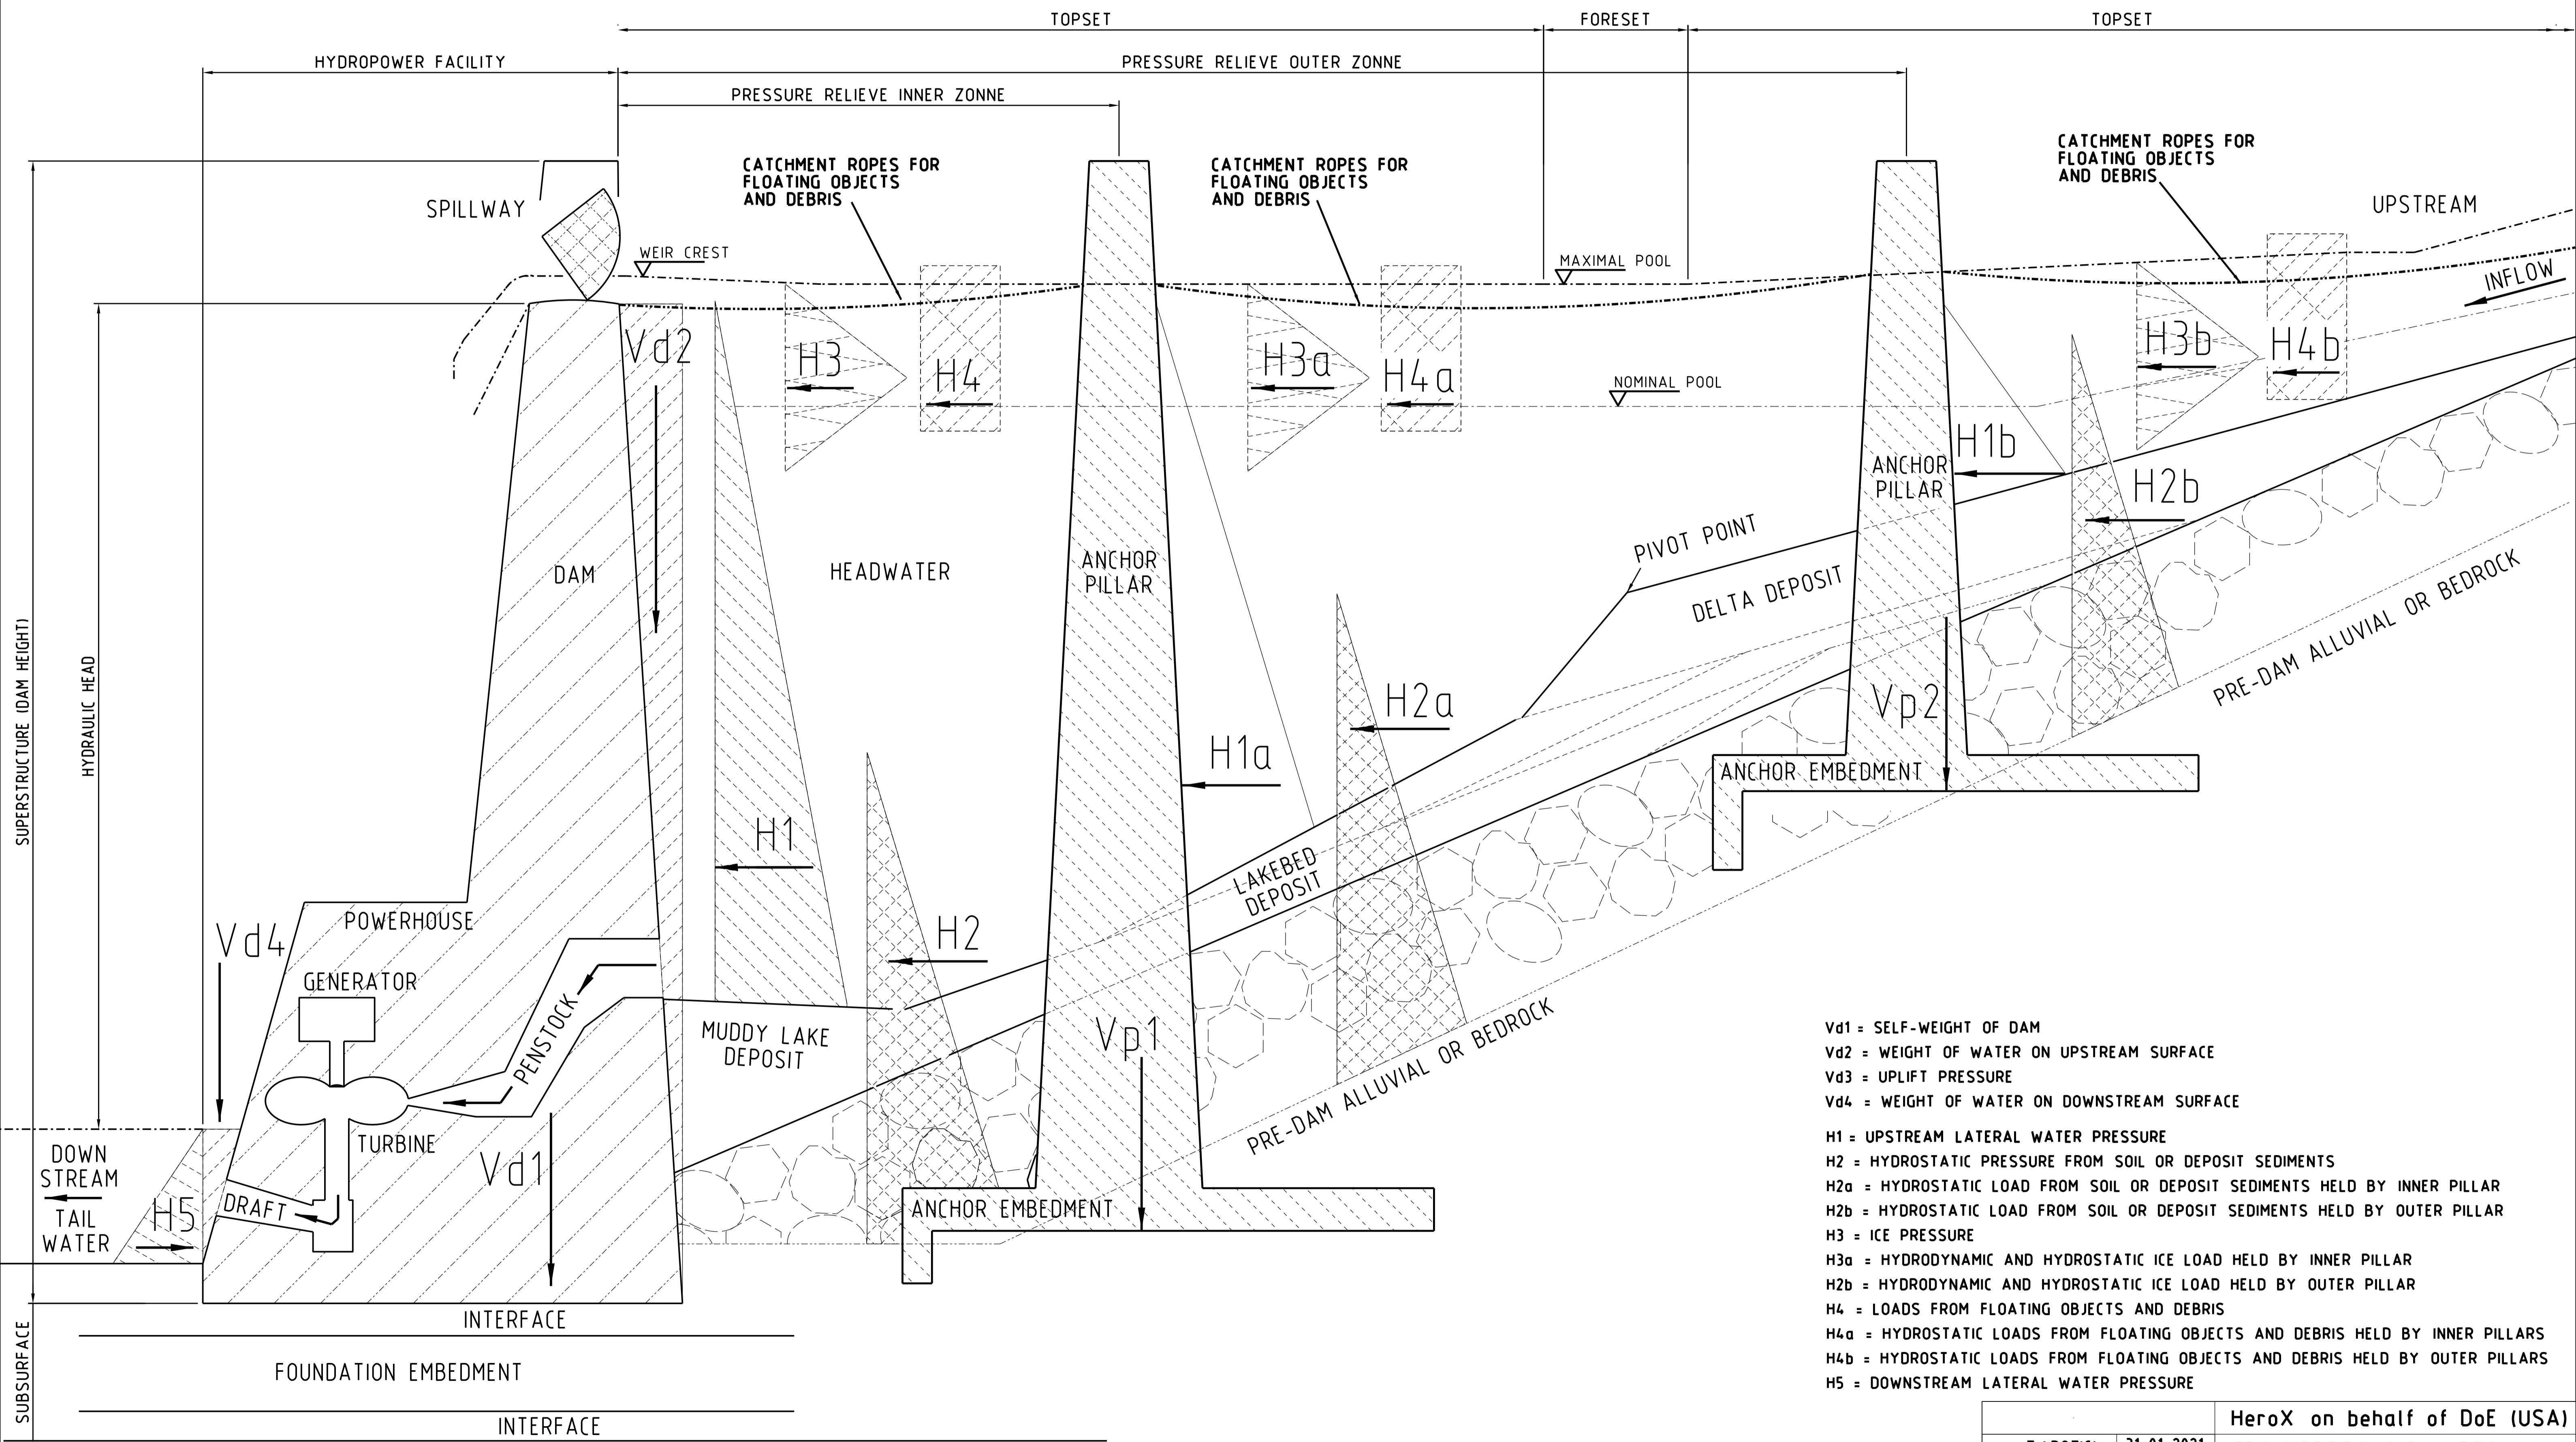 TOPSET
FORESET
TOPSET
HYDROPOWER FACILITY
PRESSURE RELIEVE OUTER ZONNE
PRESSURE RELIEVE INNER ZONNE
CATCHMENT ROPES FOR
FLOATING OBJECTS
AND DEBRIS
CATCHMENT ROPES FOR
FLOATING OBJECTS
AND DEBRIS
CATCHMENT ROPES FOR
FLOATING OBJECTS
AND DEBRIS
SPILLWAY
UPSTREAM
WEIR CREST
MAXIMAL POOL
INFLOW
Vd2
H3
H4
H3a
H4a
H3b
H4b
NOMINAL POOL
H1b
ANCHOR
PILLAR
H2b
PIVOT POINT
DAM
HEADWATER
ANCHOR
PILLAR
DELTA DEPOSIT
PRE-DAM ALLUVIAL OR BEDROCK
SUPERSTRUCTURE (DAM HEIGHT)
HYDRAULIC HEAD
H2a
Vp2
H1a
ANCHOR EMBEDMENT
H1
LAKEBED
DEPOSIT
POWERHOUSE
Vd4
H2
GENERATOR
PENSTOCK
MUDDY LAKE
DEPOSIT
Vp1
PRE-DAM ALLUVIAL OR BEDROCK
TURBINE
Vd1
DOWN
STREAM
TAIL
WATER
H5
DRAFT
ANCHOR EMBEDMENT
INTERFACE
SUBSURFACE
FOUNDATION EMBEDMENT
INTERFACE
Vd1 = SELF-WEIGHT OF DAM
Vd2 = WEIGHT OF WATER ON UPSTREAM SURFACE
Vd3 = UPLIFT PRESSURE
Vd4 = WEIGHT OF WATER ON DOWNSTREAM SURFACE
H1 = UPSTREAM LATERAL WATER PRESSURE
H2 = HYDROSTATIC PRESSURE FROM SOIL OR DEPOSIT SEDIMENTS
H2a = HYDROSTATIC LOAD FROM SOIL OR DEPOSIT SEDIMENTS HELD BY INNER PILLAR
H2b = HYDROSTATIC LOAD FROM SOIL OR DEPOSIT SEDIMENTS HELD BY OUTER PILLAR
H3 = ICE PRESSURE
H3a = HYDRODYNAMIC AND HYDROSTATIC ICE LOAD HELD BY INNER PILLAR
H2b = HYDRODYNAMIC AND HYDROSTATIC ICE LOAD HELD BY OUTER PILLAR
H4 = LOADS FROM FLOATING OBJECTS AND DEBRIS
H4a = HYDROSTATIC LOADS FROM FLOATING OBJECTS AND DEBRIS HELD BY INNER PILLARS
H4b = HYDROSTATIC LOADS FROM FLOATING OBJECTS AND DEBRIS HELD BY OUTER PILLARS
H5 = DOWNSTREAM LATERAL WATER PRESSURE
HeroX on behalf of DoE (USA)